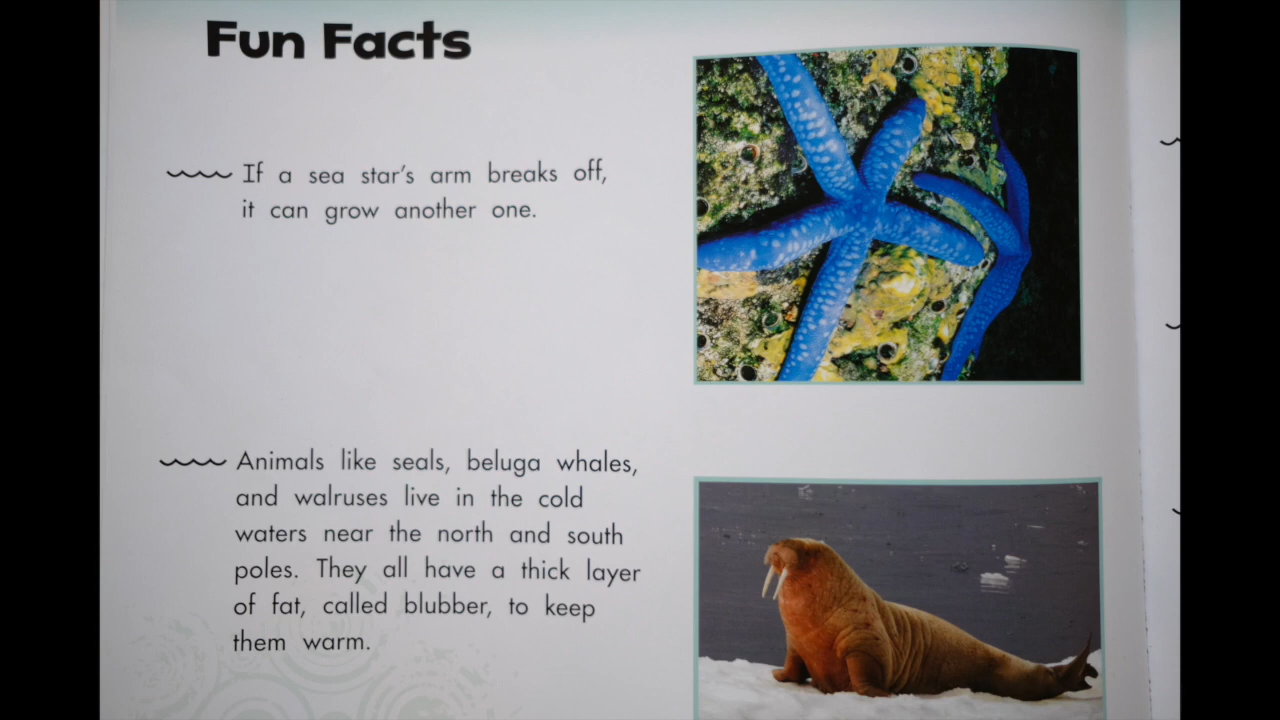 Fun Facts
If a sea star's arm breaks off,
it can grow another one.
Animals like seals, beluga whales,
and walruses live in the cold
waters near the north and south
poles. They all have a thick layer
of fat, called blubber, to keep
them warm.